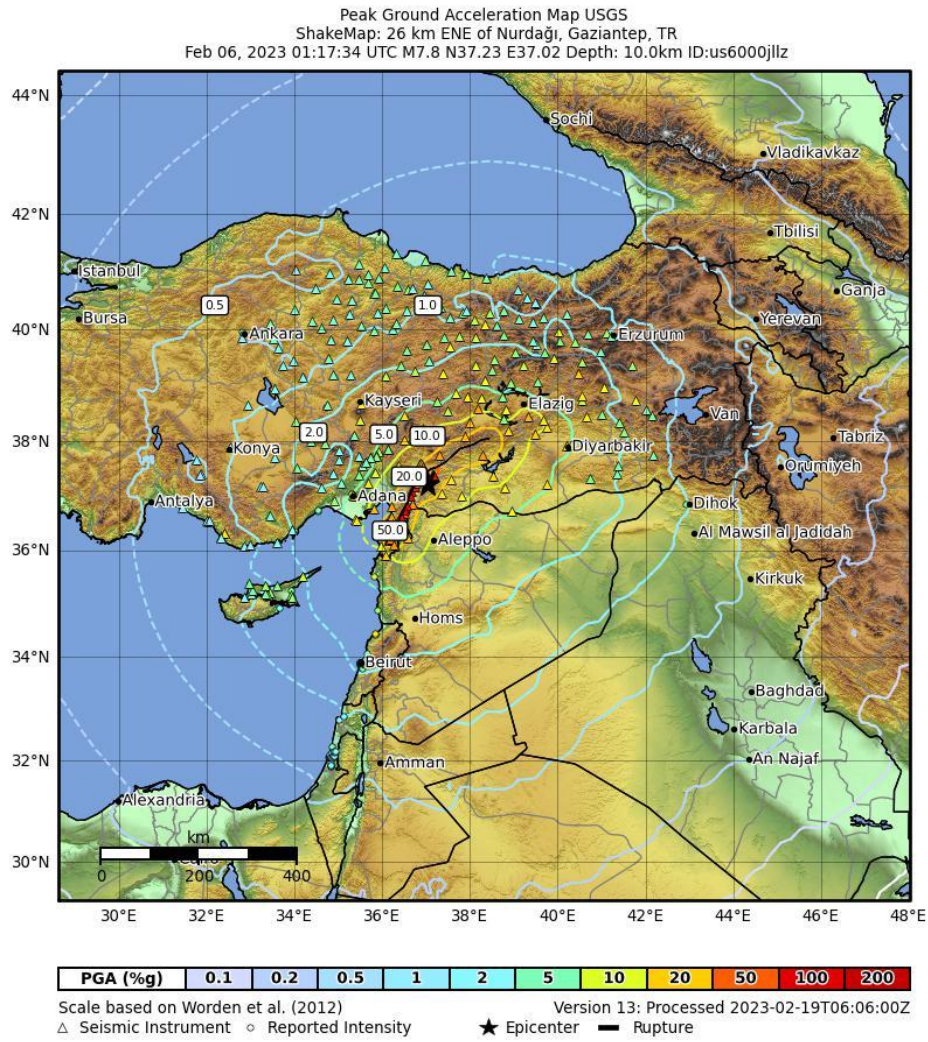 Peak Ground Acceleration Map USGS
ShakeMap: 26 km ENE of Nurdağı, Gaziantep, TR
Feb 06, 2023 01:17:34 UTC M7.8 N37.23 E37.02 Depth: 10.0km ID:us6000jllz
44°N
Sochi
Vladikavkaz
42°N
Tbilisi
Istanbul
Ganja
Bursa
0.5
1.0
Yerevan
40°N
Ankara
Erzurum
Kayseri
Elazig
Van
38°N
2.0
5.0
10.0
Konya
Diyarbakir
Tabriz
20.0
Orumiyeh
Antalya
Adana
Dihok
50.0
Aleppo
Al Mawsil al Jadidah
36°N
Kirkuk
Homs
34°N
Beirut
Baghdad
Karbala
32°N
Amman
An Najaf
Alexandria
km
30°N
0 200 400
30°E 32°E 34°E 36°E 38°E 40°E 42°E 44°E 46°E 48°E
PGA (%g) 0.1 0.2 0.5 1 2 5 10 20 50 100 200
Scale based on Worden et al. (2012) Version 13: Processed 2023-02-19T06:06:00Z
△ Seismic Instrument ○ Reported Intensity ★ Epicenter ━ Rupture